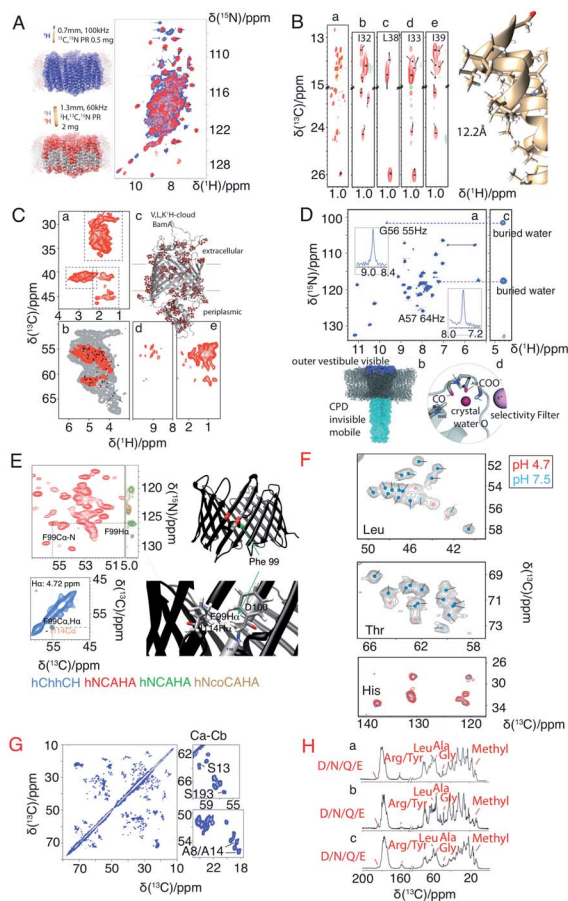 A
0.7mm, 100kHz
¹³C,¹⁵N PR 0.5 mg
1.3mm, 60kHz
²H,¹³C,¹⁵N PR
2 mg
δ(¹⁵N)/ppm
110
116
122
128
10 8 6
δ(¹H)/ppm
B
a b c d e
I32 L38 I33 I39
δ(¹³C)/ppm
13
15
24
26
1.0 1.0 1.0 1.0 1.0
δ(¹H)/ppm
12.2Å
C
a
δ(¹³C)/ppm
30
35
40
45
4 3 2 1
c V,L,K¹H-cloud
BamA
extracellular
periplasmic
b d e
55
60
65
6 5 4
9 8
2 1
δ(¹H)/ppm
D
a c
δ(¹⁵N)/ppm
100
110
120
130
G56 55Hz
9.0 8.4
A57 64Hz
8.0 7.2
buried water
buried water
11 10 9 8 7 6 5
δ(¹H)/ppm
outer vestibule visible
b
CPD
invisible
mobile
d
CO
COO⁻
crystal
water O
selectivity Filter
E
F99Cα-N
F99Hα
120
125
130
δ(¹⁵N)/ppm
55 53 51 5.0
Phe 99
Hα: 4.72 ppm
45
55
F99Cα,Hα
I114Cα
δ(¹³C)/ppm
55 45
δ(¹³C)/ppm
D100
F99Hα
I114Hα
hChhCH hNCAHA hNCAHA hNcoCAHA
F
pH 4.7
pH 7.5
Leu
52
54
56
58
50 46 42
Thr
69
71
73
66 62 58
δ(¹³C)/ppm
His
28
34
140 130 120
δ(¹³C)/ppm
G
δ(¹³C)/ppm
10
30
50
70
70 50 30 10
δ(¹³C)/ppm
Ca-Cb
62
66
S13
S193
59 55
50
54
A8/A14
22 18
H
a
D/N/Q/E
Arg/Tyr
Leu
Ala
Gly
Methyl
b
D/N/Q/E
Arg/Tyr
Leu
Ala
Gly
Methyl
c
D/N/Q/E
Arg/Tyr
Leu
Ala
Gly
Methyl
200 160 60 20
δ(¹³C)/ppm